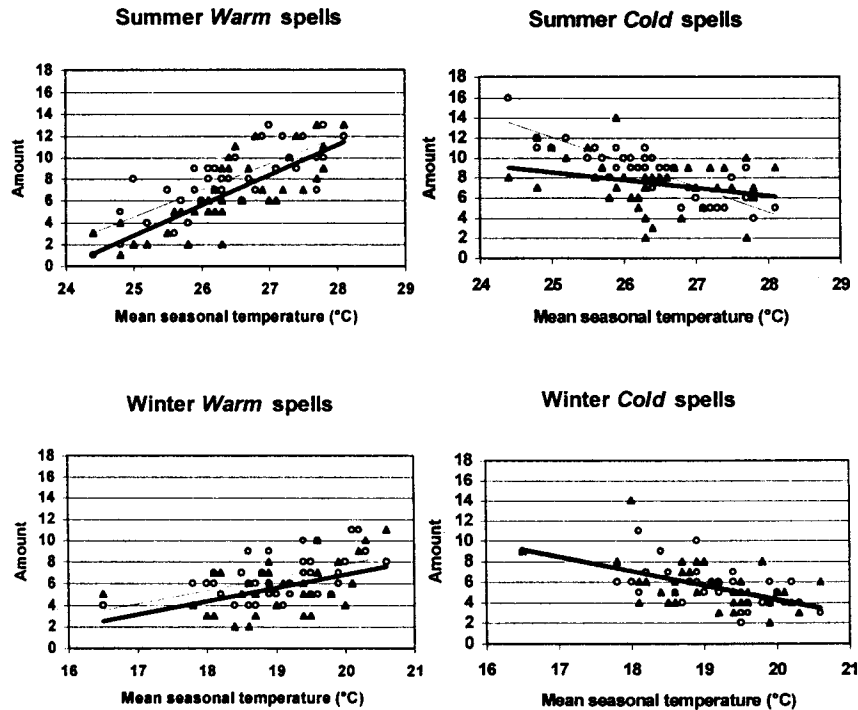 Summer Warm spells
Amount
18
16
14
12
10
8
6
4
2
0
24 25 26 27 28 29
Mean seasonal temperature (°C)
Summer Cold spells
Amount
18
16
14
12
10
8
6
4
2
0
24 25 26 27 28 29
Mean seasonal temperature (°C)
Winter Warm spells
Amount
18
16
14
12
10
8
6
4
2
0
16 17 18 19 20 21
Mean seasonal temperature (°C)
Winter Cold spells
Amount
18
16
14
12
10
8
6
4
2
0
16 17 18 19 20 21
Mean seasonal temperature (°C)